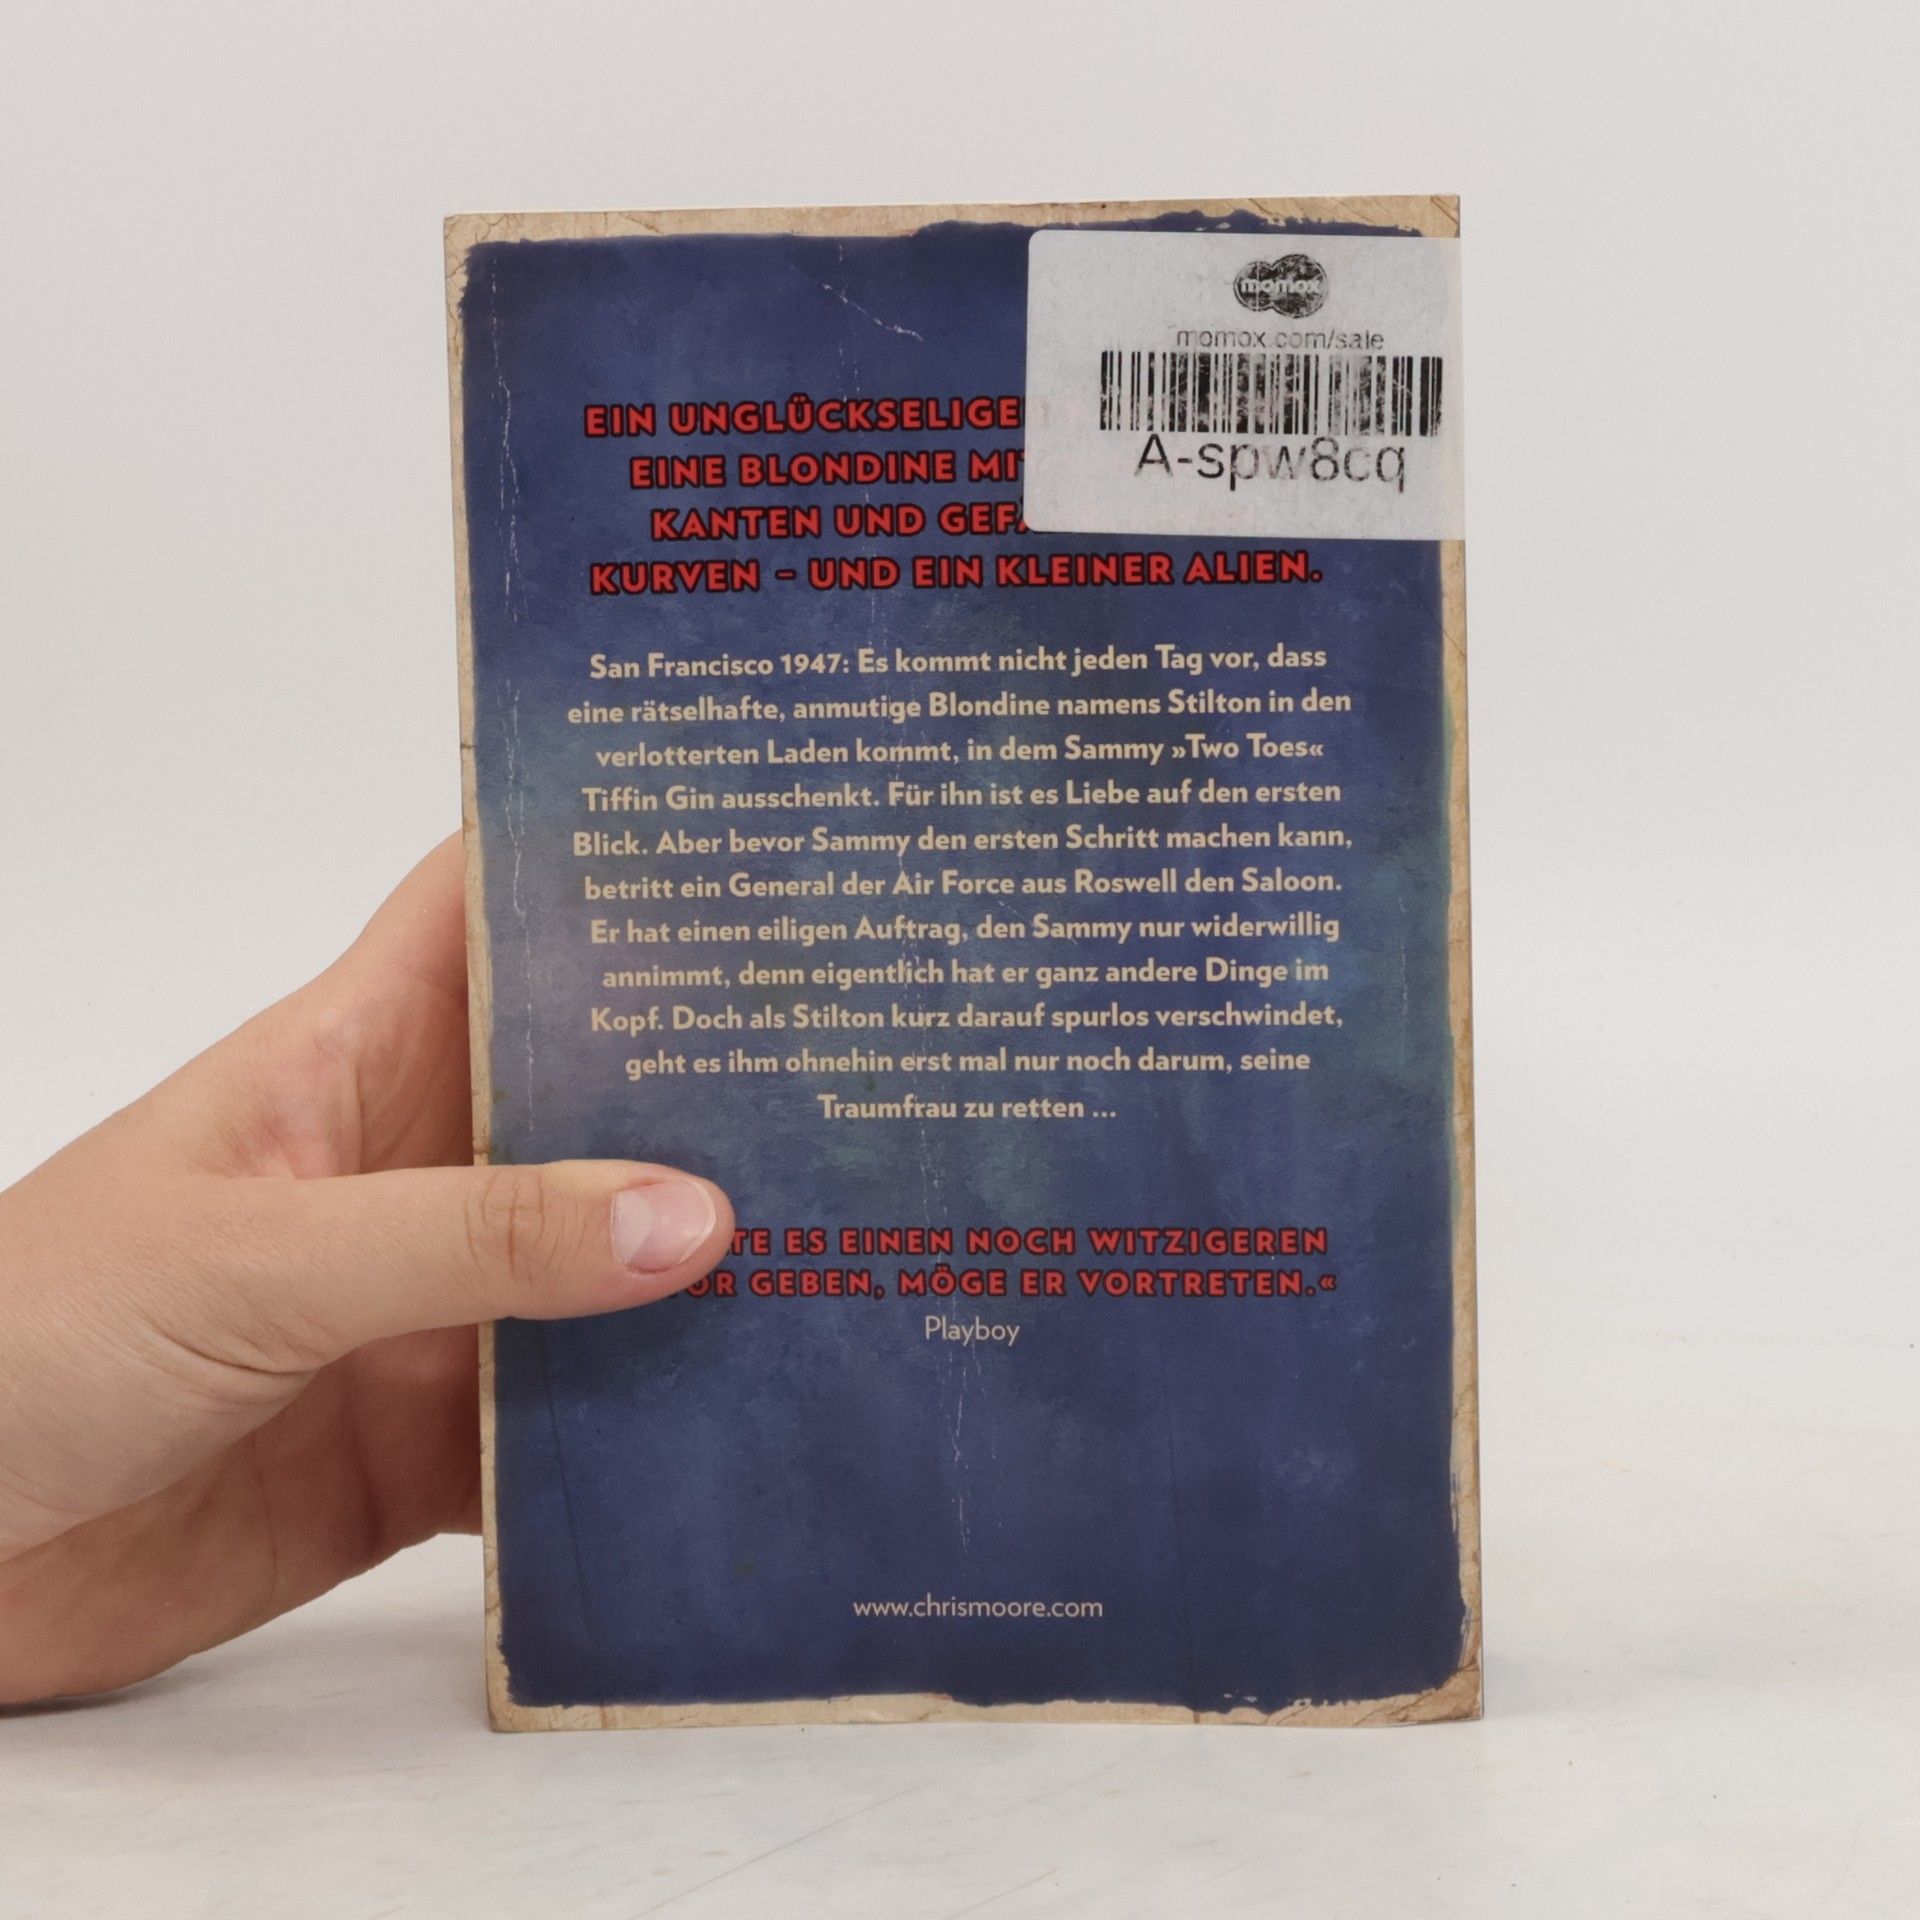 momox
momox.com/sale
A-spw8cq
EIN UNGLÜCKSELIGER
EINE BLONDINE MIT
KANTEN UND
KURVEN – UND EIN KLEINER ALIEN.
San Francisco 1947: Es kommt nicht jeden Tag vor, dass
eine rätselhafte, anmutige Blondine namens Stilton in den
verlotterten Laden kommt, in dem Sammy »Two Toes«
Tiffin Gin ausschenkt. Für ihn ist es Liebe auf den ersten
Blick. Aber bevor Sammy den ersten Schritt machen kann,
betritt ein General der Air Force aus Roswell den Saloon.
Er hat einen eiligen Auftrag, den Sammy nur widerwillig
annimmt, denn eigentlich hat er ganz andere Dinge im
Kopf. Doch als Stilton kurz darauf spurlos verschwindet,
geht es ihm ohnehin erst mal nur noch darum, seine
Traumfrau zu retten ...
ES EINEN NOCH WITZIGEREN
GEBEN, MÖGE ER VORTRETEN.«
Playboy
www.chrismoore.com